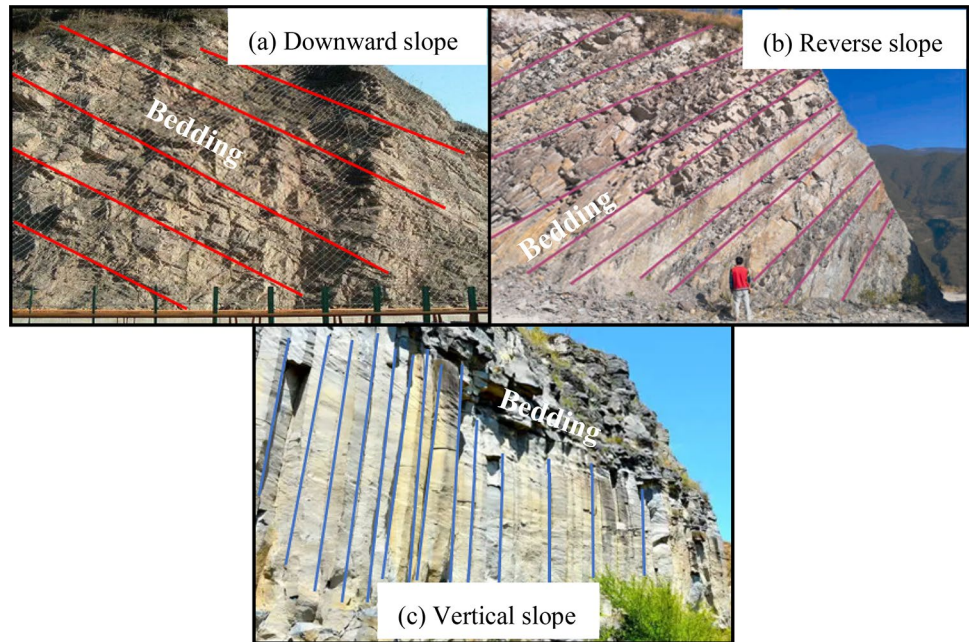 (a) Downward slope
Bedding
(b) Reverse slope
Bedding
Bedding
(c) Vertical slope